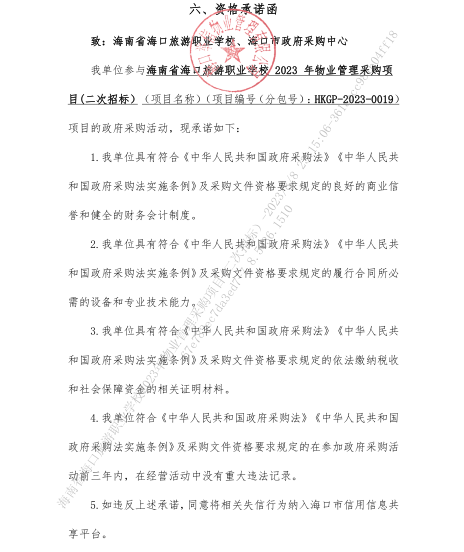 六、资格承诺函
致：海南省海口旅游职业学校、海口市政府采购中心
我单位参与海南省海口旅游职业学校 2023 年物业管理采购项
目(二次招标）（项目名称）（项目编号（分包号）：HKGP-2023-0019）
项目的政府采购活动，现承诺如下：
1.我单位具有符合《中华人民共和国政府采购法》《中华人民共
和国政府采购法实施条例》及采购文件资格要求规定的良好的商业信
誉和健全的财务会计制度。
2.我单位具有符合《中华人民共和国政府采购法》《中华人民共
和国政府采购法实施条例》及采购文件资格要求规定的履行合同所必
需的设备和专业技术能力。
3.我单位具有符合《中华人民共和国政府采购法》《中华人民共
和国政府采购法实施条例》及采购文件资格要求规定的依法缴纳税收
和社会保障资金的相关证明材料。
4.我单位符合《中华人民共和国政府采购法》《中华人民共和国
政府采购法实施条例》及采购文件资格要求规定的在参加政府采购活
动前三年内，在经营活动中没有重大违法记录。
5.如违反上述承诺，同意将相关失信行为纳入海口市信用信息共
享平台。